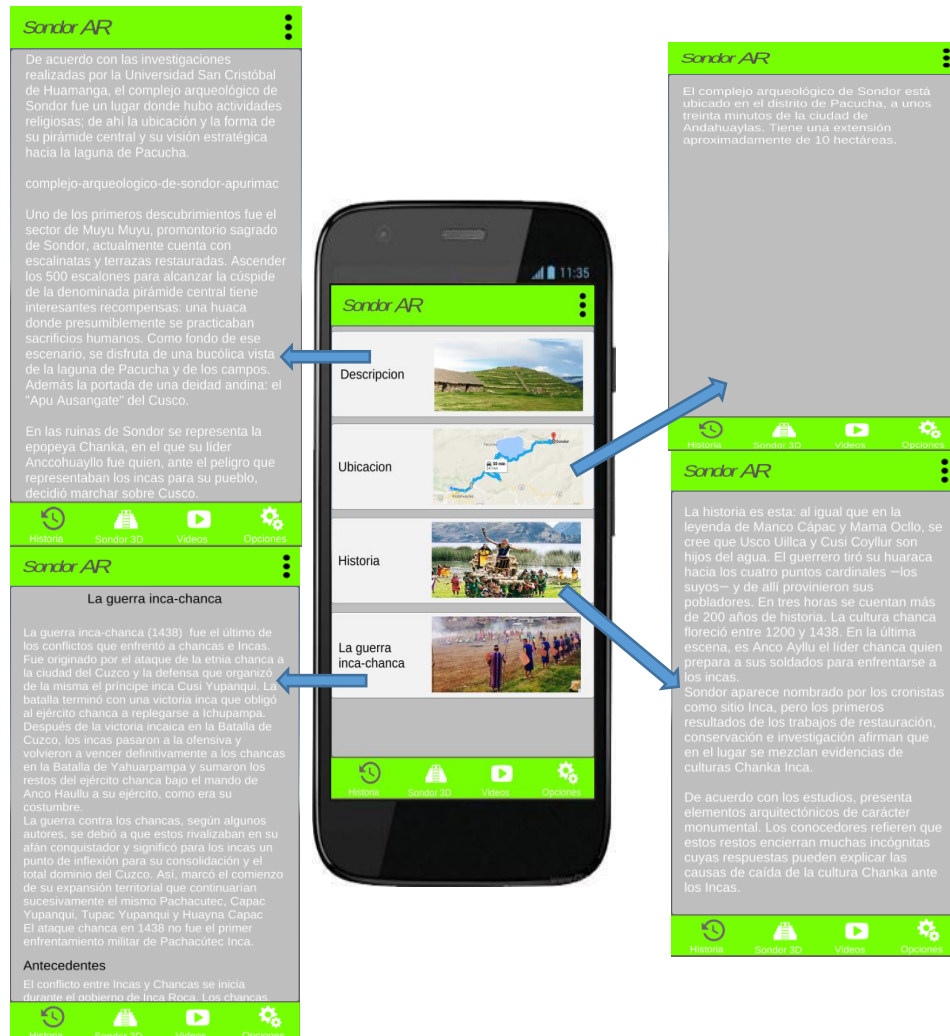 Sondor AR
De acuerdo con las investigaciones
realizadas por la Universidad San Cristóbal
de Huamanga, el complejo arqueológico de
Sondor fue un lugar donde hubo actividades
religiosas; de ahí la ubicación y la forma de
su pirámide central y su visión estratégica
hacia la laguna de Pacucha.
complejo-arqueologico-de-sondor-apurimac
Uno de los primeros descubrimientos fue el
sector de Muyu Muyu, promontorio sagrado
de Sondor, actualmente cuenta con
escalinatas y terrazas restauradas. Ascender
los 500 escalones para alcanzar la cúspide
de la denominada pirámide central tiene
interesantes recompensas: una huaca
donde presumiblemente se practicaban
sacrificios humanos. Como fondo de ese
escenario, se disfruta de una bucólica vista
de la laguna de Pacucha y de los campos.
Además la portada de una deidad andina: el
"Apu Ausangate" del Cusco.
En las ruinas de Sondor se representa la
epopeya Chanka, en el que su líder
Anccohuayllo fue quien, ante el peligro que
representaban los incas para su pueblo,
decidió marchar sobre Cusco.
Historia Sondor 3D Videos Opciones
Sondor AR
La guerra inca-chanca
La guerra inca-chanca (1438) fue el último de
los conflictos que enfrentó a chancas e Incas.
Fue originado por el ataque de la etnia chanca a
la ciudad del Cuzco y la defensa que organizó
de la misma el príncipe inca Cusi Yupanqui. La
batalla terminó con una victoria inca que obligó
al ejército chanca a replegarse a Ichupampa.
Después de la victoria incaica en la Batalla de
Cuzco, los incas pasaron a la ofensiva y
volvieron a vencer definitivamente a los chancas
en la Batalla de Yahuarpampa y sumaron los
restos del ejército chanca bajo el mando de
Anco Huallu a su ejército, como era su
costumbre.
La guerra contra los chancas, según algunos
autores, se debió a que estos rivalizaban en su
afán conquistador y significó para los incas un
punto de inflexión para su consolidación y el
total dominio del Cuzco. Así, marcó el comienzo
de su expansión territorial que continuarían
sucesivamente el mismo Pachacutec, Capac
Yupanqui, Tupac Yupanqui y Huayna Capac
El ataque chanca en 1438 no fue el primer
enfrentamiento militar de Pachacútec Inca.
Antecedentes
El conflicto entre Incas y Chancas se inicia
durante el gobierno de Inca Roca. Los chancas
Historia Sondor 3D Videos Opciones
11:35
Sondor AR
Descripcion
Ubicacion
Historia
La guerra
inca-chanca
Historia Sondor 3D Videos Opciones
Sondor AR
El complejo arqueológico de Sondor está
ubicado en el distrito de Pacucha, a unos
treinta minutos de la ciudad de
Andahuaylas. Tiene una extensión
aproximadamente de 10 hectáreas.
Historia Sondor 3D Videos Opciones
Sondor AR
La historia es esta: al igual que en la
leyenda de Manco Cápac y Mama Ocllo, se
cree que Usco Uillca y Cusi Coyllur son
hijos del agua. El guerrero tiró su huaraca
hacia los cuatro puntos cardinales —los
suyos— y de allí provinieron sus
pobladores. En tres horas se cuentan más
de 200 años de historia. La cultura chanca
floreció entre 1200 y 1438. En la última
escena, es Anco Ayllu el líder chanca quien
prepara a sus soldados para enfrentarse a
los incas.
Sondor aparece nombrado por los cronistas
como sitio Inca, pero los primeros
resultados de los trabajos de restauración,
conservación e investigación afirman que
en el lugar se mezclan evidencias de
culturas Chanka Inca.
De acuerdo con los estudios, presenta
elementos arquitectónicos de carácter
monumental. Los conocedores refieren que
estos restos encierran muchas incógnitas
cuyas respuestas pueden explicar las
causas de caída de la cultura Chanka ante
los Incas.
Historia Sondor 3D Videos Opciones